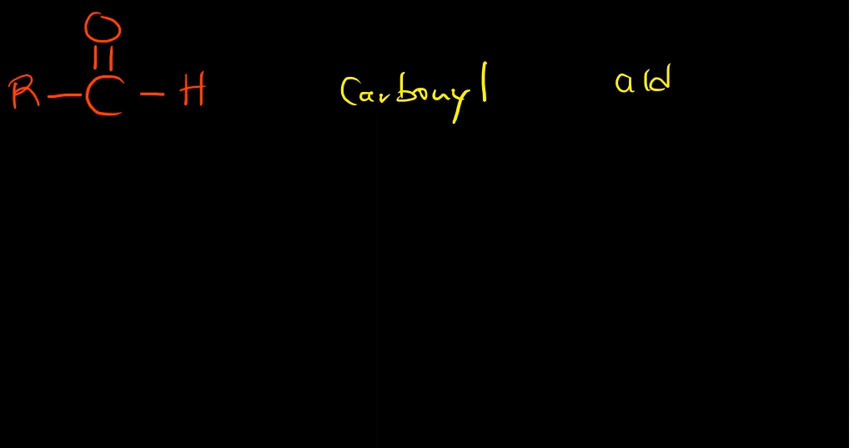 O
R — C — H Carbonyl ald